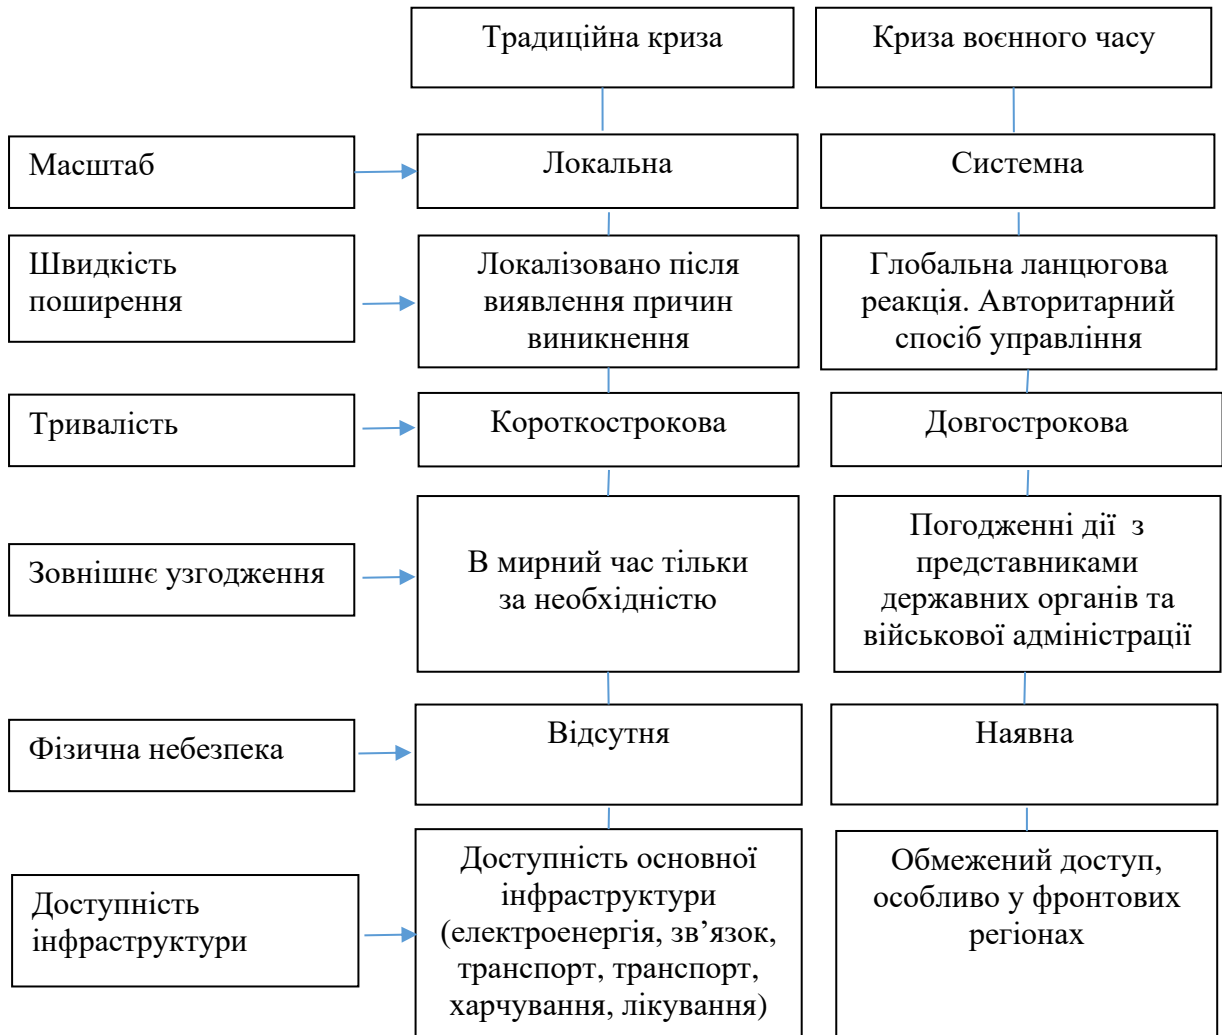 Традиційна криза
Криза воєнного часу
Масштаб
Локальна
Системна
Швидкість
поширення
Локалізовано після
виявлення причин
виникнення
Глобальна ланцюгова
реакція. Авторитарний
спосіб управління
Тривалість
Короткострокова
Довгострокова
Зовнішнє узгодження
В мирний час тільки
за необхідністю
Погодженні дії з
представниками
державних органів та
військової адміністрації
Фізична небезпека
Відсутня
Наявна
Доступність
інфраструктури
Доступність основної
інфраструктури
(електроенергія, зв’язок,
транспорт, транспорт,
харчування, лікування)
Обмежений доступ,
особливо у фронтових
регіонах